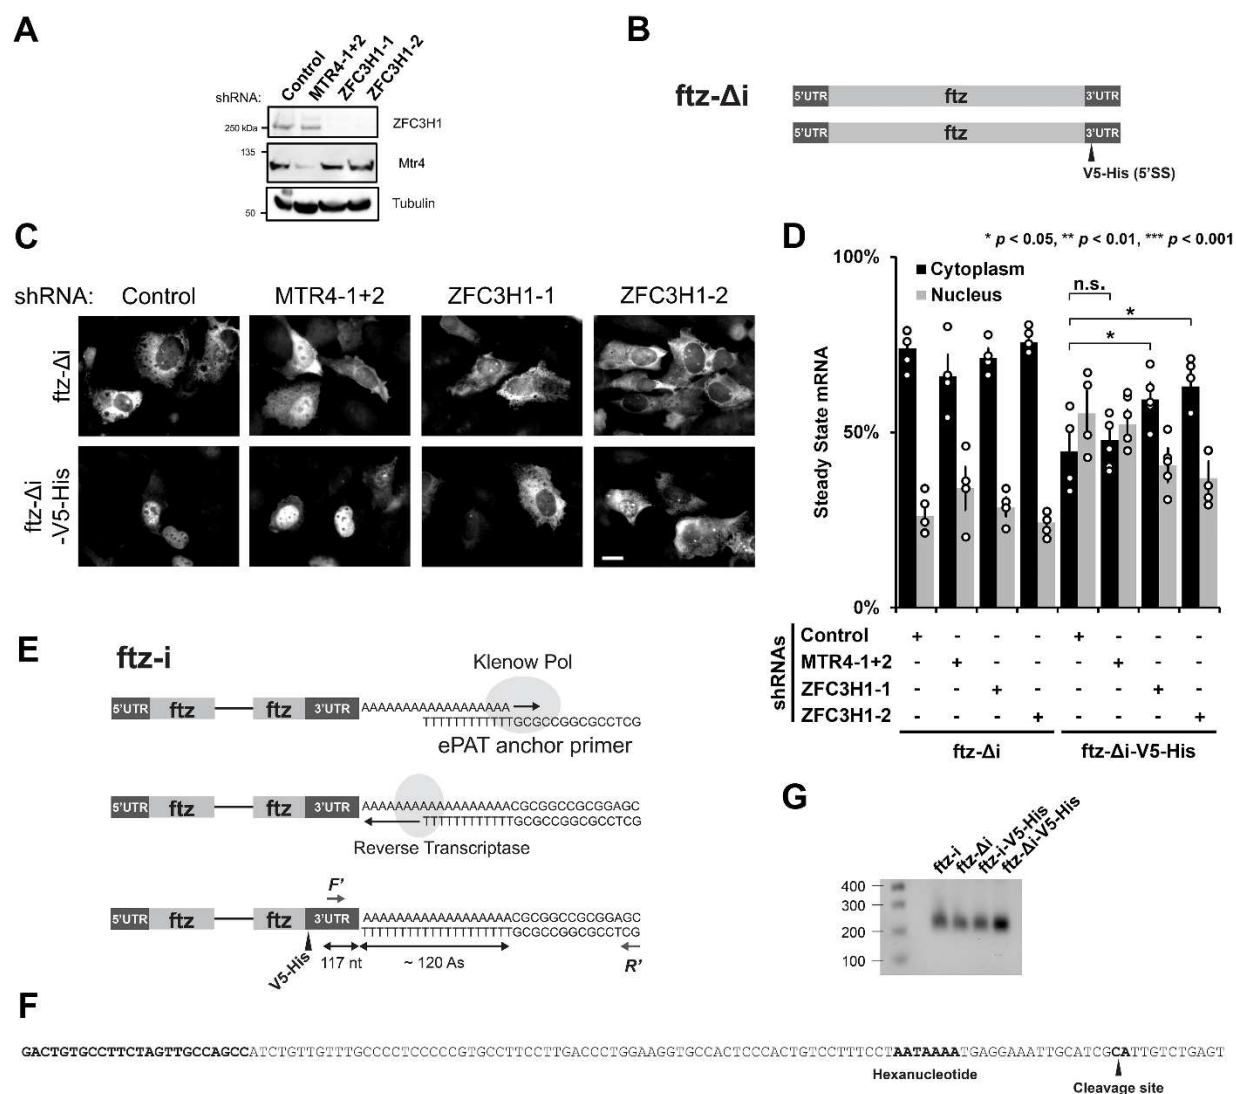 A
shRNA:
Control
MTR4-1+2
ZFC3H1-1
ZFC3H1-2
250 kDa
ZFC3H1
135
Mtr4
50
Tubulin
B
ftz-Δi
5'UTR ftz 3'UTR
5'UTR ftz 3'UTR
V5-His (5'SS)
C
shRNA: Control MTR4-1+2 ZFC3H1-1 ZFC3H1-2
ftz-Δi
ftz-Δi
-V5-His
D
* p < 0.05, ** p < 0.01, *** p < 0.001
100%
50%
0%
Steady State mRNA
Cytoplasm
Nucleus
n.s.
*
*
shRNAs
Control + - - - + - - -
MTR4-1+2 - + - - - + - -
ZFC3H1-1 - - + - - - + -
ZFC3H1-2 - - - + - - - +
ftz-Δi ftz-Δi-V5-His
E
ftz-i
Klenow Pol
5'UTR ftz ftz 3'UTR AAAAAAAAAAAAAAAAAA
TTTTTTTTTTTTGCGCCGGCGCCTCG
ePAT anchor primer
5'UTR ftz ftz 3'UTR AAAAAAAAAAAAAAAAAACGCGGCCGCGGAGC
TTTTTTTTTTTTGCGCCGGCGCCTCG
Reverse Transcriptase
F'
5'UTR ftz ftz 3'UTR AAAAAAAAAAAAAAAAAACGCGGCCGCGGAGC
TTTTTTTTTTTTTTTTTTGCGCCGGCGCCTCG
V5-His
117 nt
~ 120 As
R'
G
ftz-i
ftz-Δi
ftz-i-V5-His
ftz-Δi-V5-His
400
300
200
100
F
GACTGTGCCTTCTAGTTGCCAGCCATCTGTTGTTTGCCCCTCCCCCGTGCCTTCCTTGACCCTGGAAGGTGCCACTCCCACTGTCCTTTCCTAATAAAATGAGGAAATTGCATCGCATTGTCTGAGT
Hexanucleotide
Cleavage site